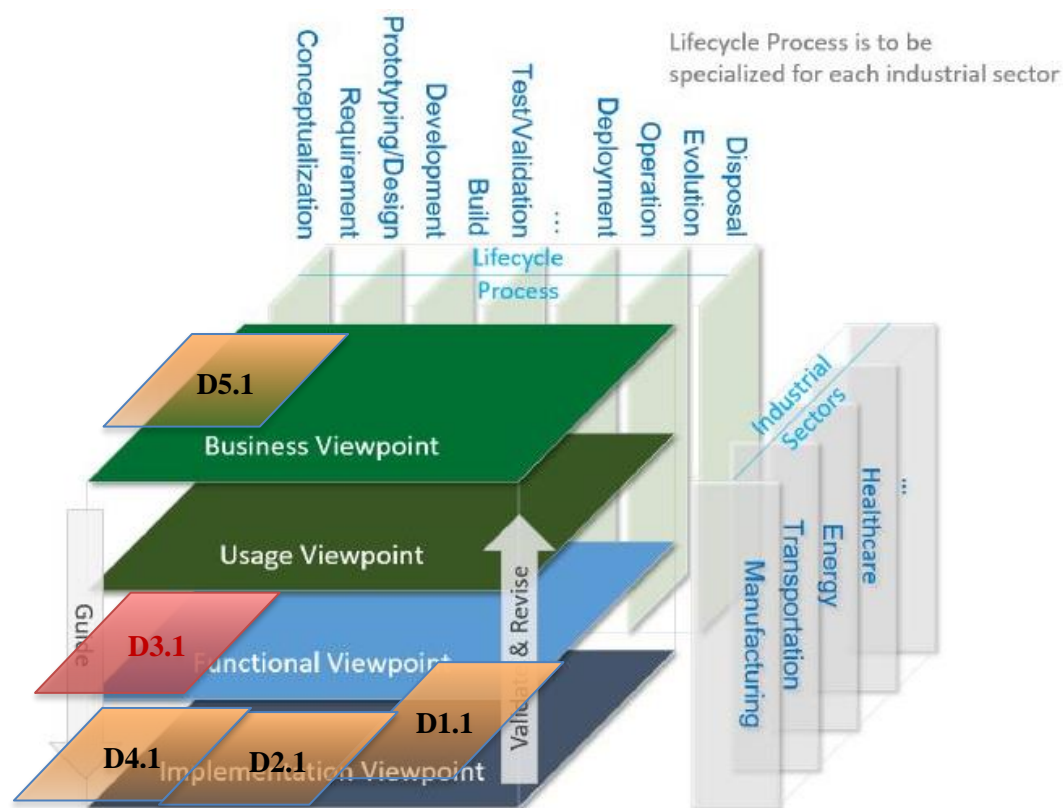 Lifecycle Process is to be
specialized for each industrial sector
Conceptualization
Requirement
Prototyping/Design
Development
Build
Test/Validation
...
Deployment
Operation
Evolution
Disposal
Lifecycle
Process
D5.1
Business Viewpoint
Usage Viewpoint
Guide
Validate & Revise
D3.1
Functional Viewpoint
D4.1
D2.1
D1.1
Implementation Viewpoint
Industrial
Sectors
Manufacturing
Transportation
Energy
Healthcare
...